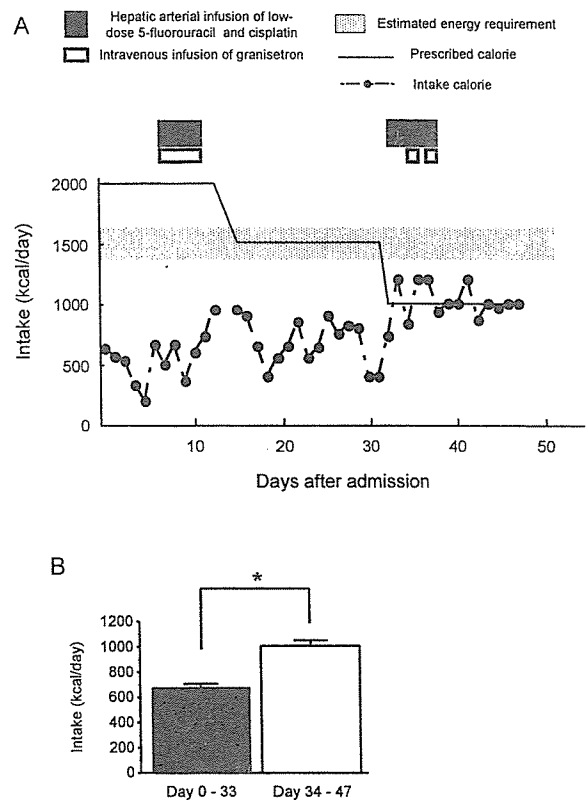 A
Hepatic arterial infusion of low-
dose 5-fluorouracil and cisplatin
Intravenous infusion of granisetron
Estimated energy requirement
Prescribed calorie
Intake calorie
2000
1500
1000
500
0
Intake (kcal/day)
10 20 30 40 50
Days after admission
B
*
1200
1000
800
600
400
200
0
Intake (kcal/day)
Day 0 - 33 Day 34 - 47